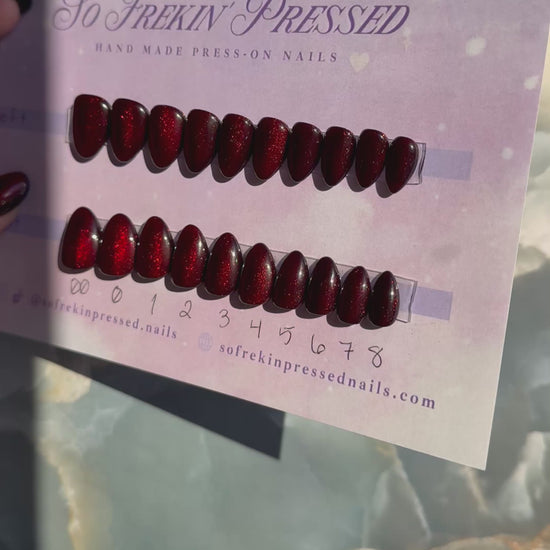 So Frekin' Pressed
HAND MADE PRESS-ON NAILS
00 0 1 2 3 4 5 6 7 8
@sofrekinpressed.nails
sofrekinpressednails.com